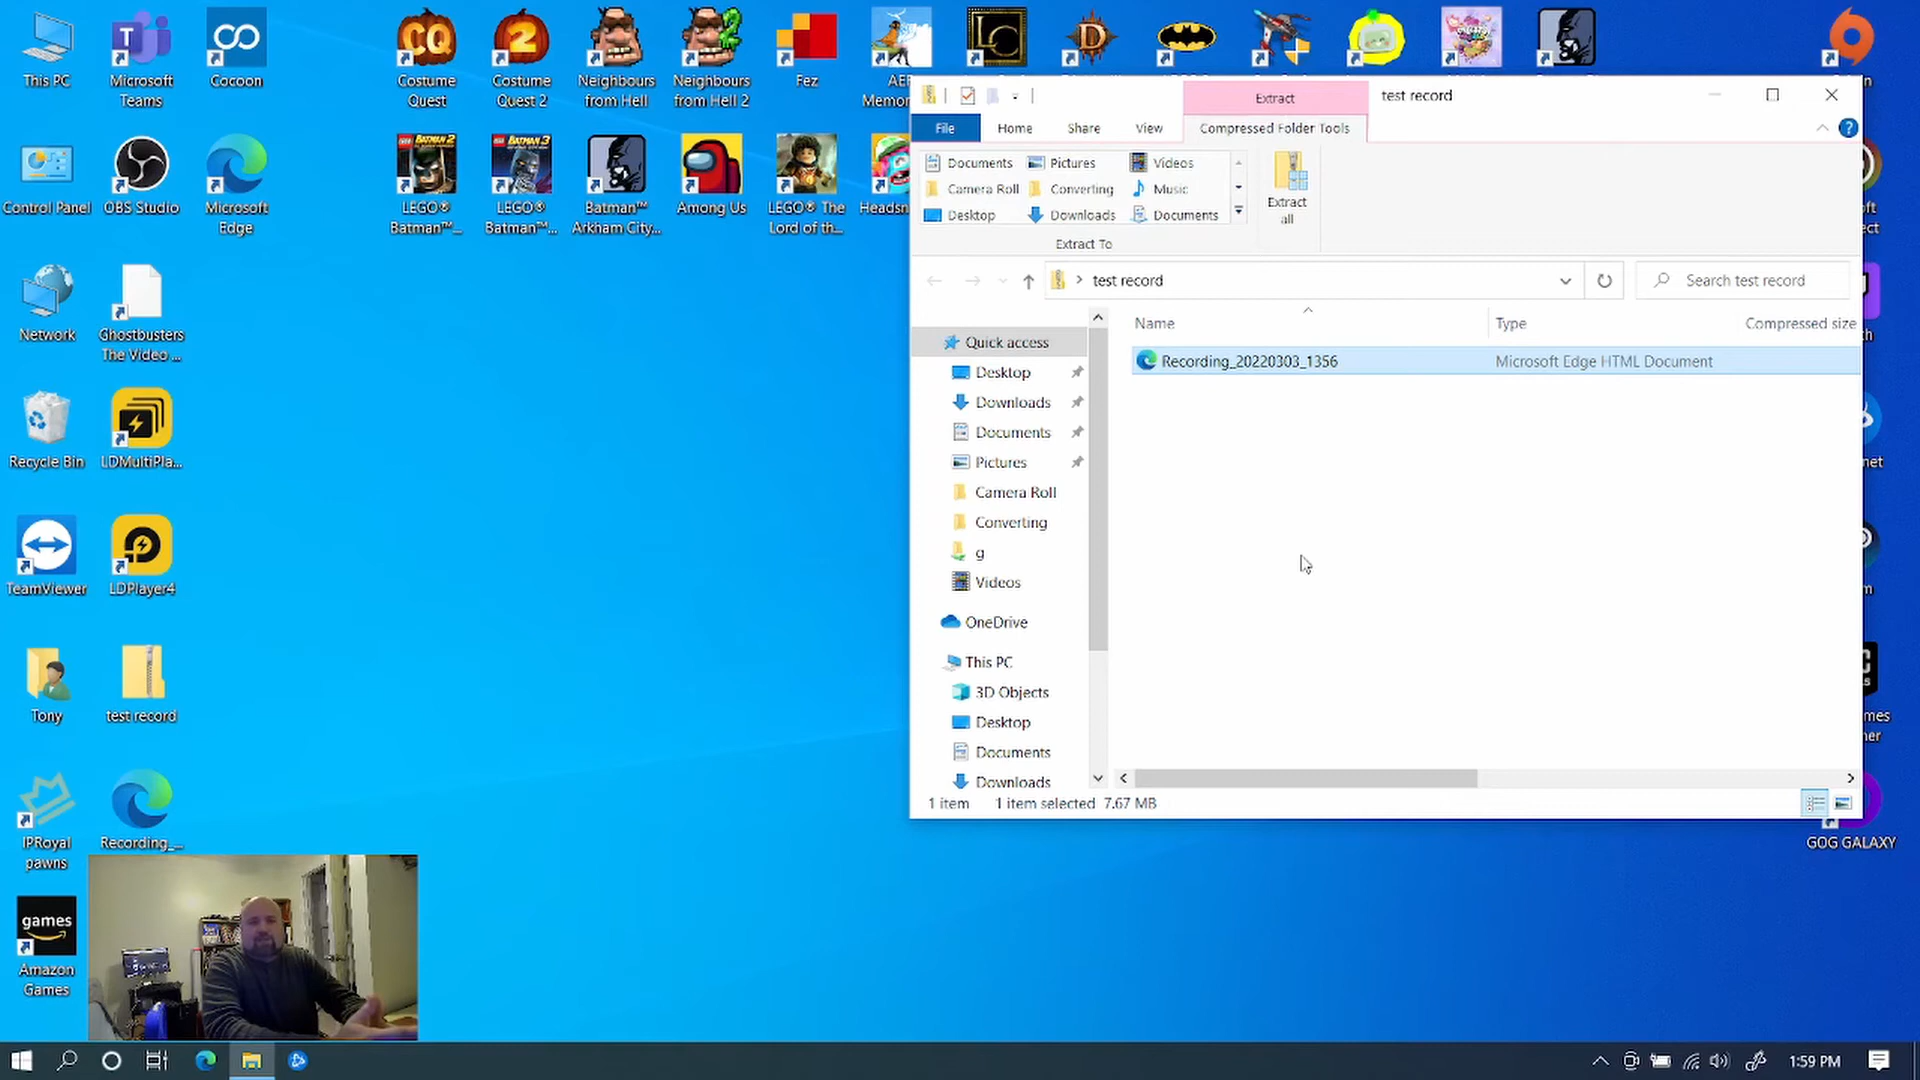 This PC
Microsoft
Teams
Cocoon
Costume
Quest
Costume
Quest 2
Neighbours
from Hell
Neighbours
from Hell 2
Fez
LC
Control Panel
OBS Studio
Microsoft
Edge
LEGO®
Batman™...
LEGO®
Batman™...
Batman™
Arkham City...
Among Us
LEGO® The
Lord of th...
Network
Ghostbusters
The Video ...
Recycle Bin
LDMultiPla...
TeamViewer
LDPlayer4
Tony
test record
IPRoyal
pawns
Recording_...
games
Amazon
Games
GOG GALAXY
Extract
test record
File
Home
Share
View
Compressed Folder Tools
Documents
Pictures
Videos
Camera Roll
Converting
Music
Desktop
Downloads
Documents
Extract To
Extract
all
test record
Search test record
Name
Type
Compressed size
Recording_20220303_1356
Microsoft Edge HTML Document
Quick access
Desktop
Downloads
Documents
Pictures
Camera Roll
Converting
g
Videos
OneDrive
This PC
3D Objects
Desktop
Documents
Downloads
1 item
1 item selected 7.67 MB
1:59 PM